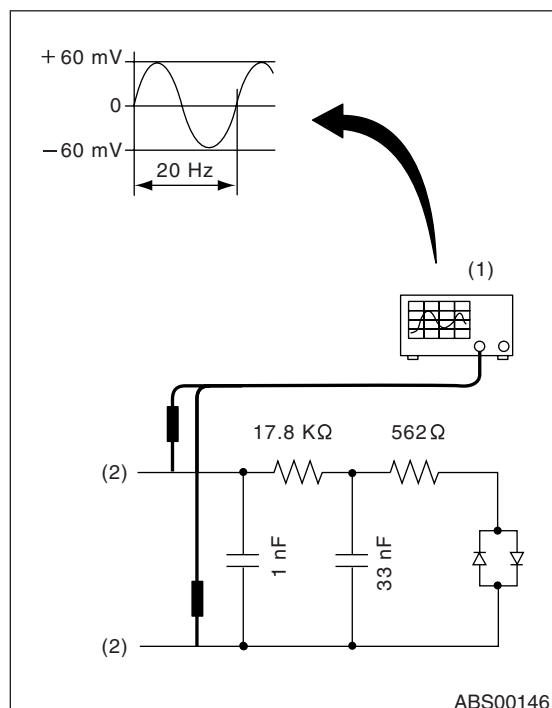 +60 mV
0
−60 mV
20 Hz
(1)
17.8 KΩ 562Ω
(2)
1 nF
33 nF
(2)
ABS00146